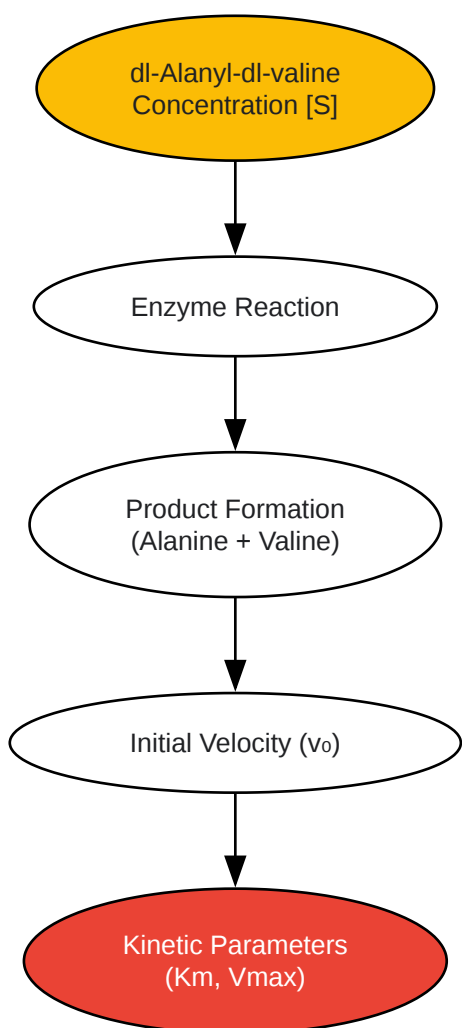 dl-Alanyl-dl-valine
Concentration [S]
Enzyme Reaction
Product Formation
(Alanine + Valine)
Initial Velocity (v₀)
Kinetic Parameters
(Km, Vmax)